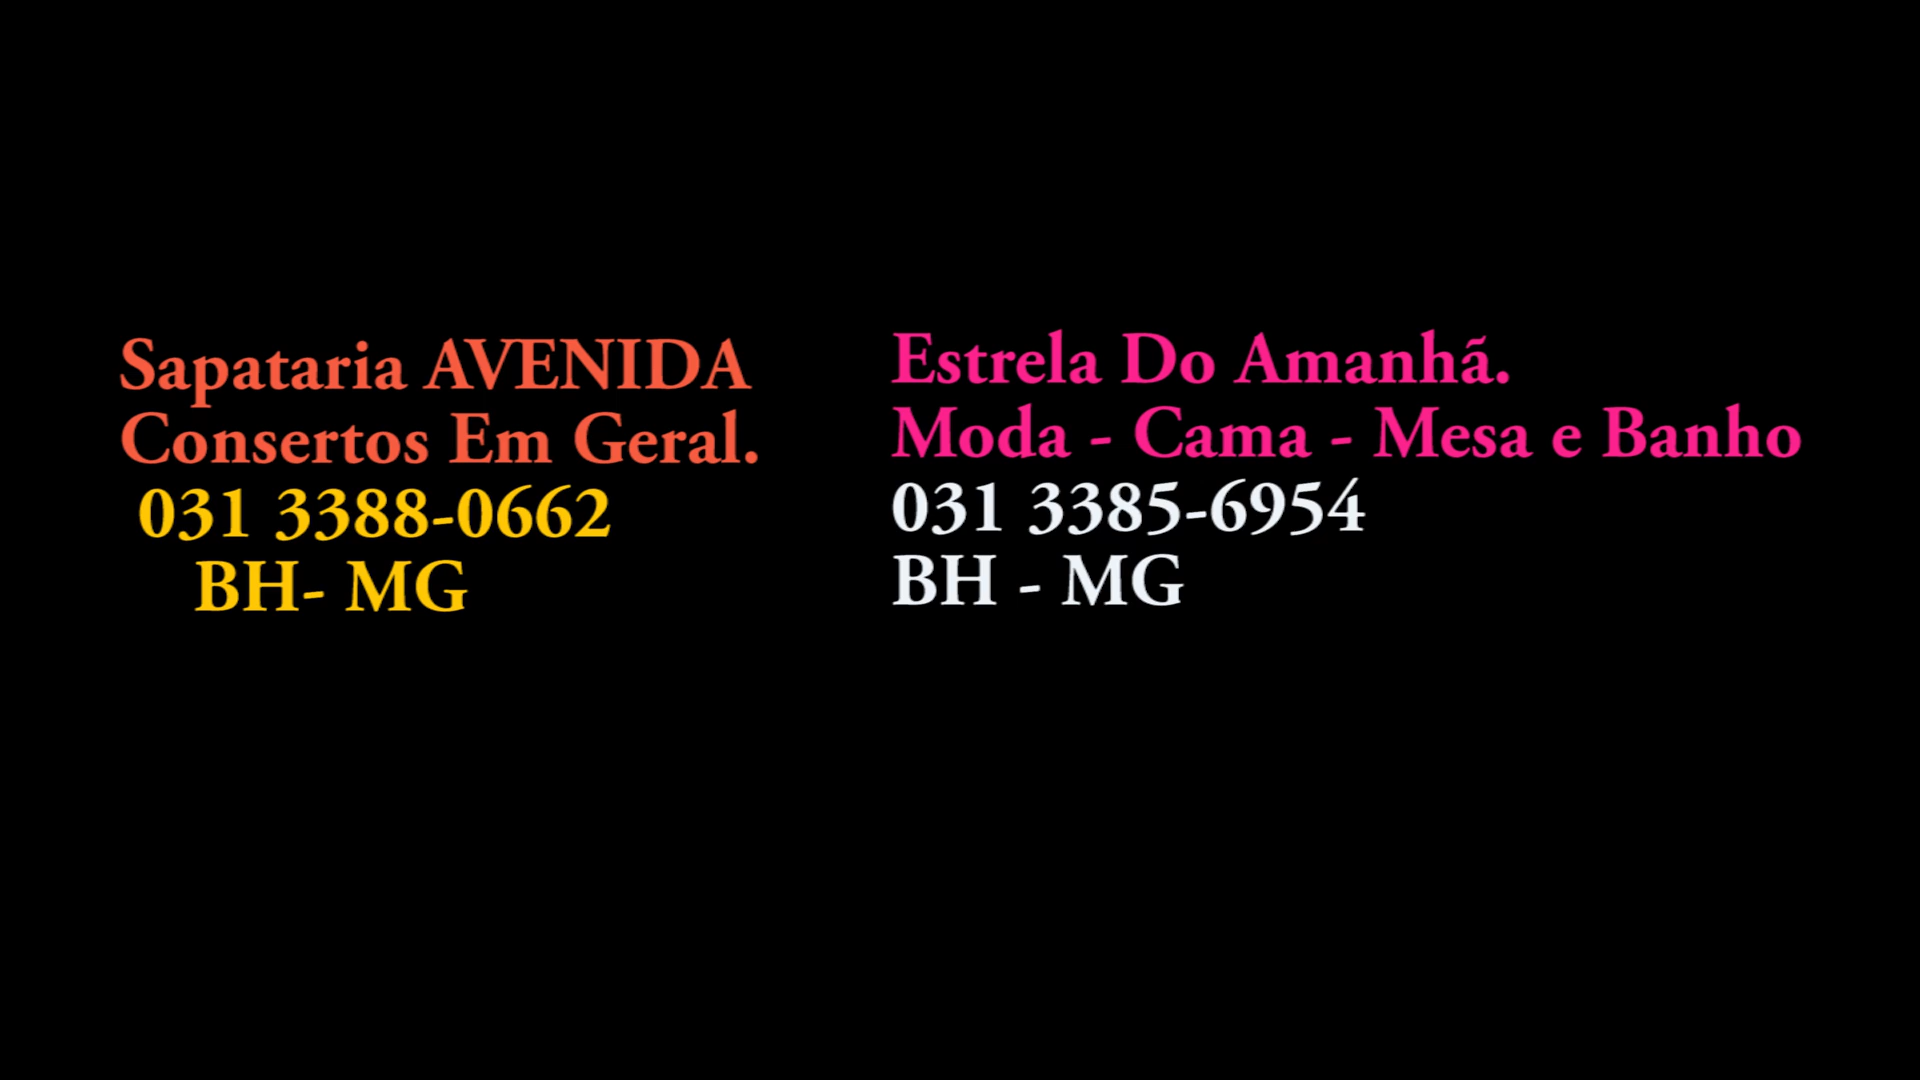 Sapataria AVENIDA
Consertos Em Geral.
031 3388-0662
BH- MG
Estrela Do Amanhã.
Moda - Cama - Mesa e Banho
031 3385-6954
BH - MG